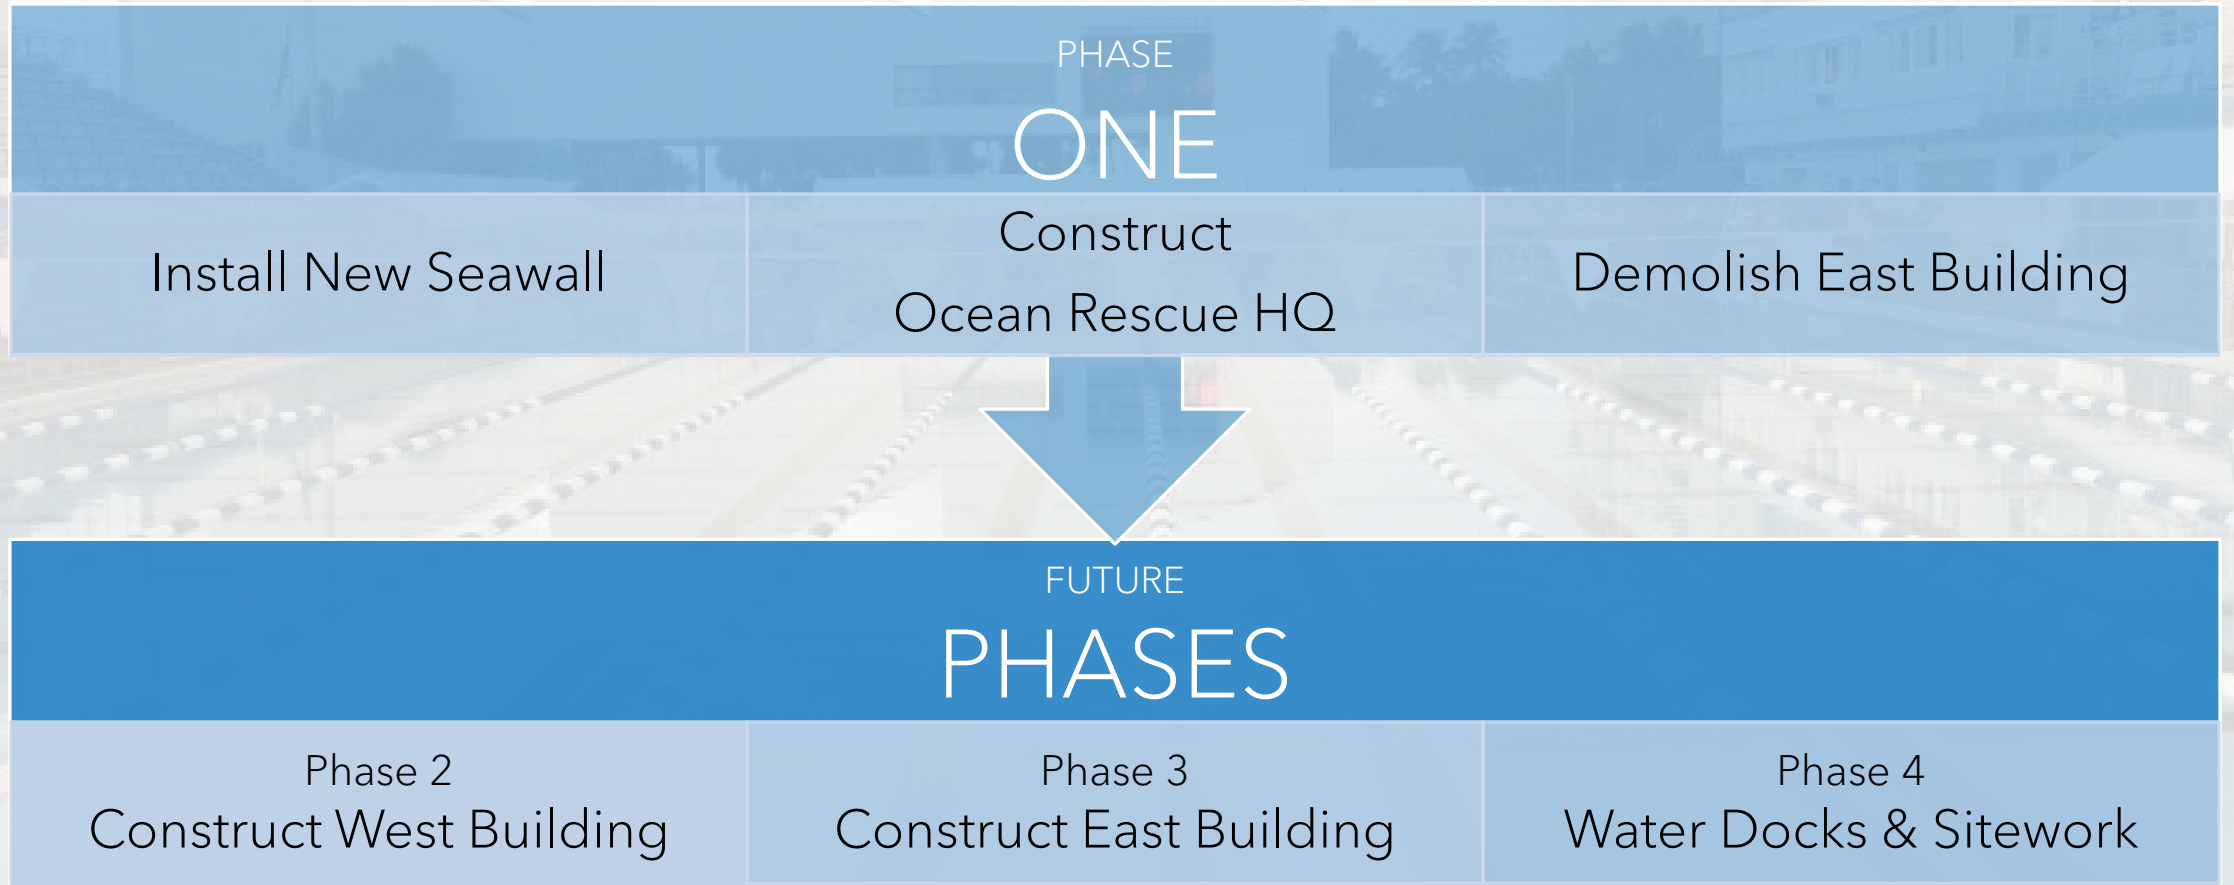 PHASE
ONE
Install New Seawall
Construct
Ocean Rescue HQ
Demolish East Building
FUTURE
PHASES
Phase 2
Construct West Building
Phase 3
Construct East Building
Phase 4
Water Docks & Sitework